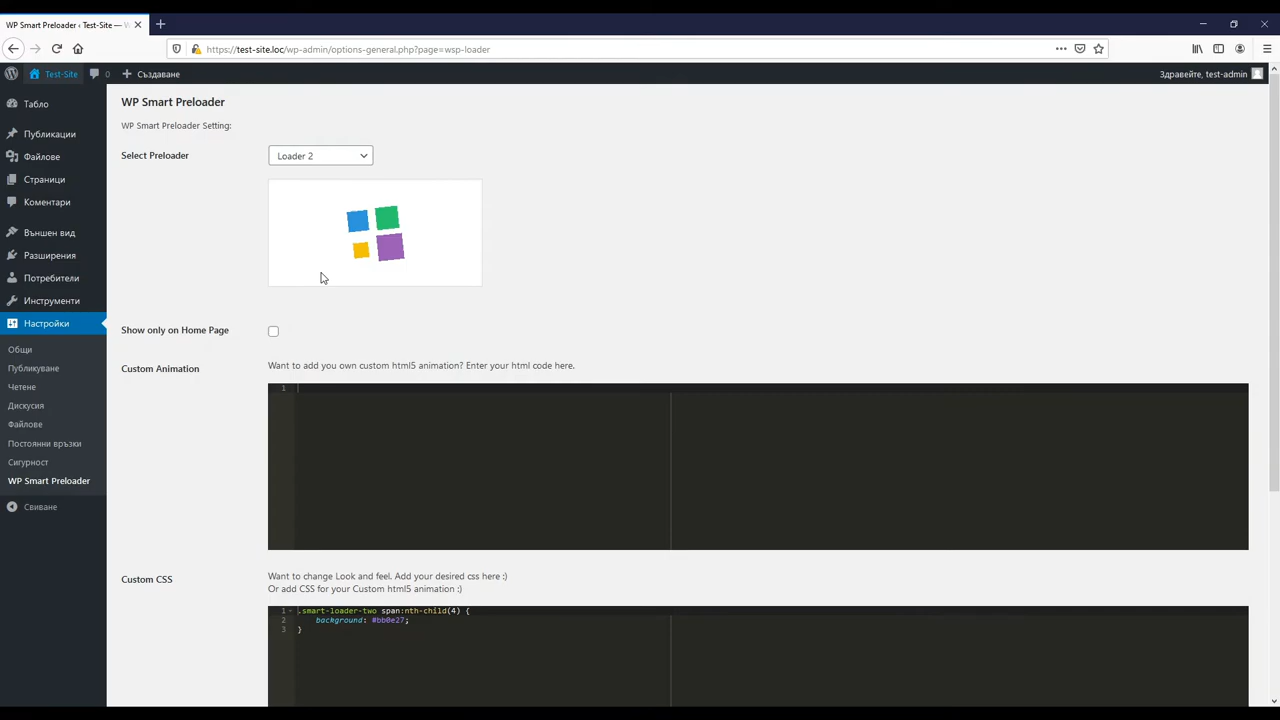 WP Smart Preloader ‹ Test-Site — W
https://test-site.loc/wp-admin/options-general.php?page=wsp-loader
Test-Site
0
Създаване
Здравейте, test-admin
Табло
Публикации
Файлове
Страници
Коментари
Външен вид
Разширения
Потребители
Инструменти
Настройки
Общи
Публикуване
Четене
Дискусия
Файлове
Постоянни връзки
Сигурност
WP Smart Preloader
Свиване
WP Smart Preloader
WP Smart Preloader Setting:
Select Preloader
Loader 2
Show only on Home Page
Custom Animation
Want to add you own custom html5 animation? Enter your html code here.
1
Custom CSS
Want to change Look and feel. Add your desired css here :)
Or add CSS for your Custom html5 animation :)
1 .smart-loader-two span:nth-child(4) {
2 background: #bb0e27;
3 }